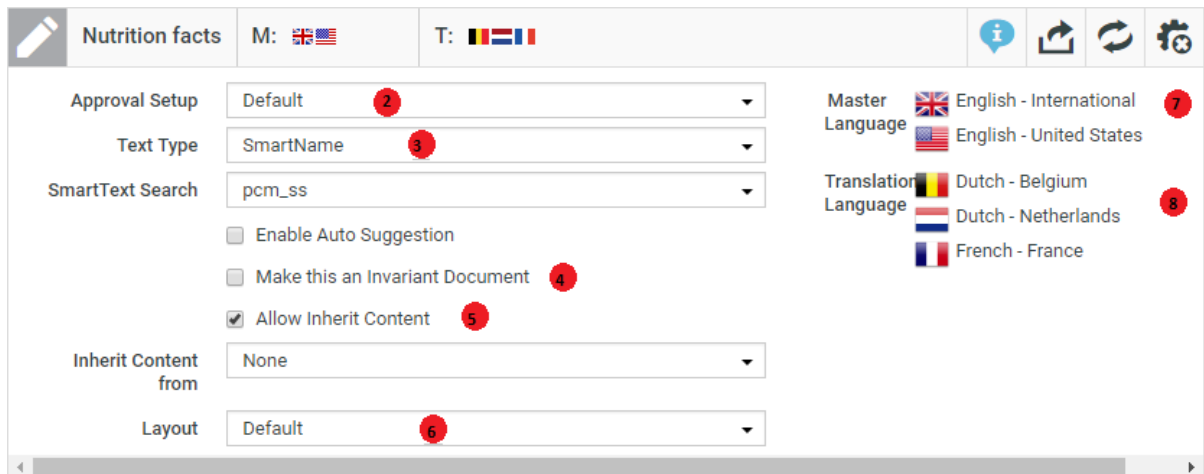 Nutrition facts M: T:
Approval Setup Default 2
Text Type SmartName 3
SmartText Search pcm_ss
Enable Auto Suggestion
Make this an Invariant Document 4
Allow Inherit Content 5
Inherit Content
from
None
Layout Default 6
Master
Language
English - International 7
English - United States
Translation
Language
Dutch - Belgium
Dutch - Netherlands 8
French - France